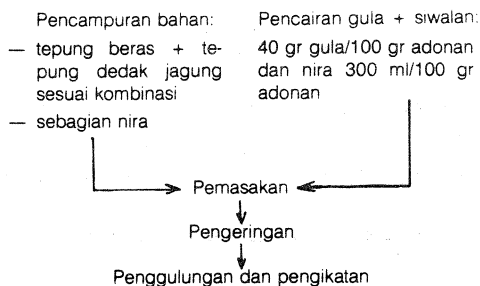 Pencampuran bahan:
— tepung beras + te-
pung dedak jagung
sesuai kombinasi
— sebagian nira
Pencairan gula + siwalan:
40 gr gula/100 gr adonan
dan nira 300 ml/100 gr
adonan
Pemasakan
Pengeringan
Penggulungan dan pengikatan